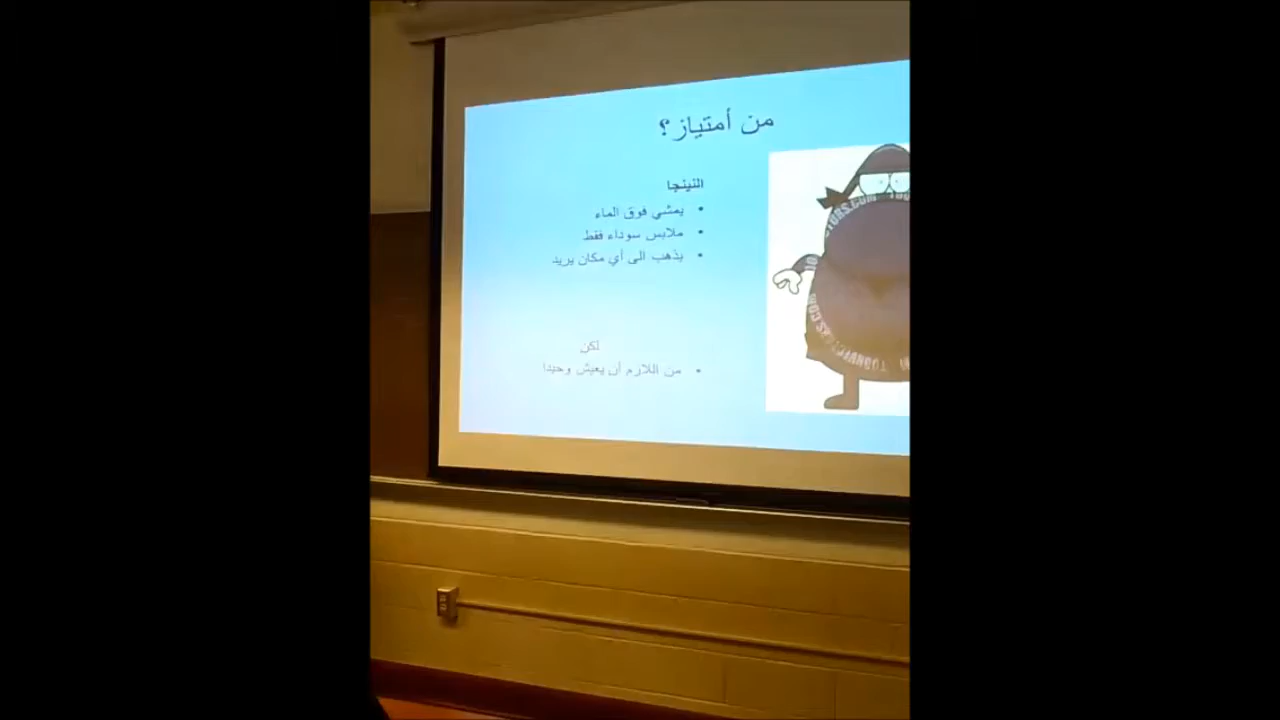 من أمتياز؟
النينجا
• يمشي فوق الماء
• ملابس سوداء فقط
• يذهب الى أي مكان يريد
لكن
• من اللازم أن يعيش وحيدا